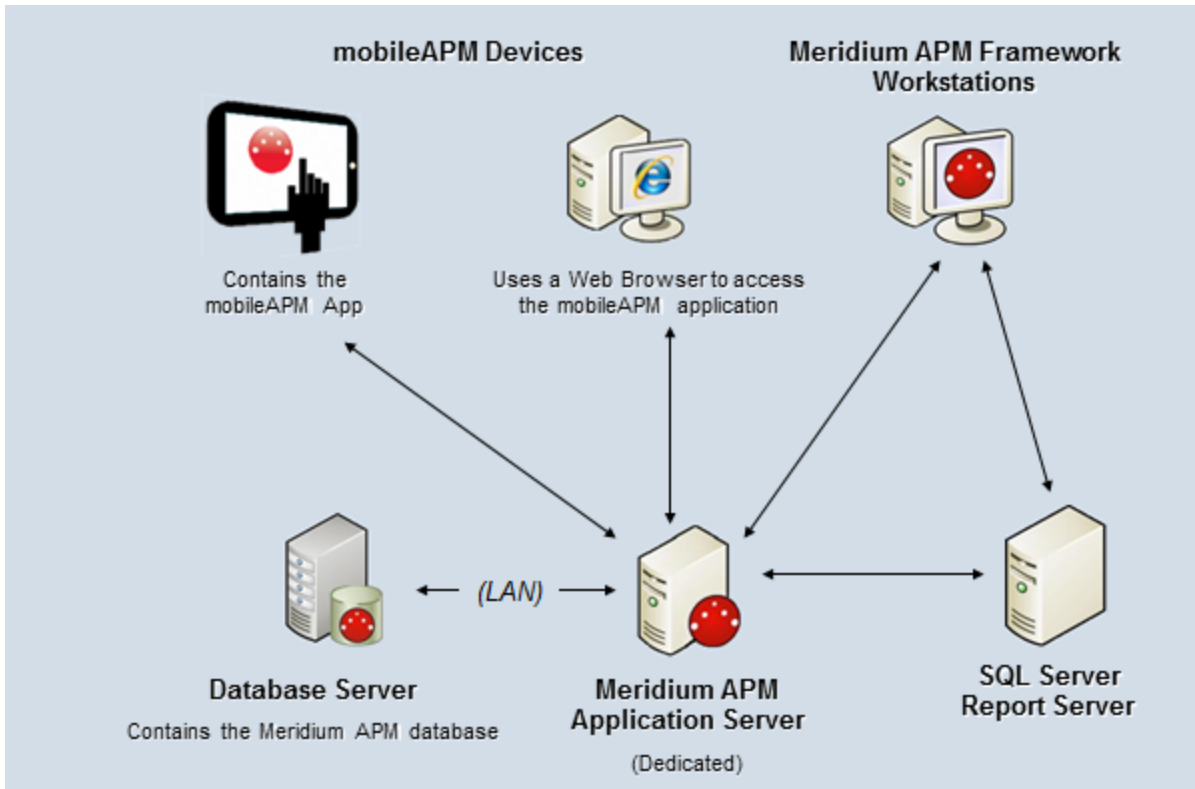 mobileAPM Devices
Meridium APM Framework
Workstations
Contains the
mobileAPM App
Uses a Web Browser to access
the mobileAPM application
(LAN)
Database Server
Contains the Meridium APM database
Meridium APM
Application Server
(Dedicated)
SQL Server
Report Server